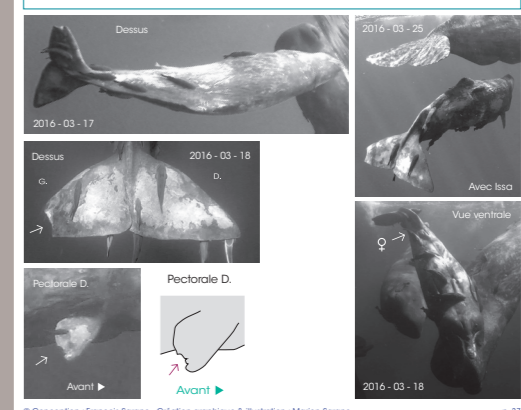 Dessus
2016 - 03 - 17
2016 - 03 - 25
Avec Issa
Dessus
2016 - 03 - 18
G.
D.
Vue ventrale
♀
2016 - 03 - 18
Pectorale D.
Avant ▶
Pectorale D.
Avant ▶